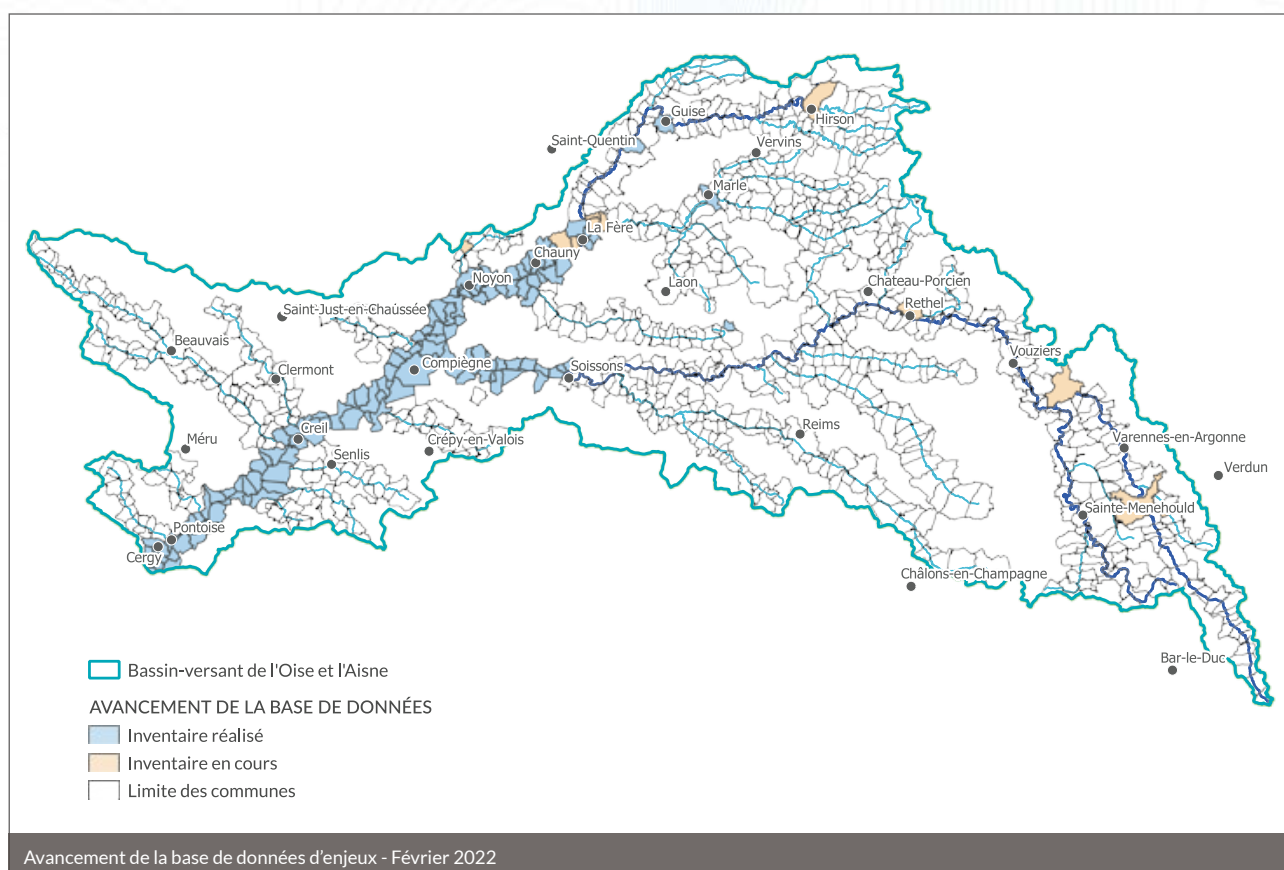 Guise
Hirson
Saint-Quentin
Vervins
Marle
La Fère
Chauny
Noyon
Laon
Chateau-Porcien
Rethel
Saint-Just-en-Chaussée
Beauvais
Compiègne
Soissons
Vouziers
Clermont
Creil
Reims
Méru
Crépy-en-Valois
Senlis
Varennes-en-Argonne
Verdun
Sainte-Menehould
Pontoise
Cergy
Châlons-en-Champagne
Bar-le-Duc
Bassin-versant de l'Oise et l'Aisne
AVANCEMENT DE LA BASE DE DONNÉES
Inventaire réalisé
Inventaire en cours
Limite des communes
Avancement de la base de données d'enjeux - Février 2022